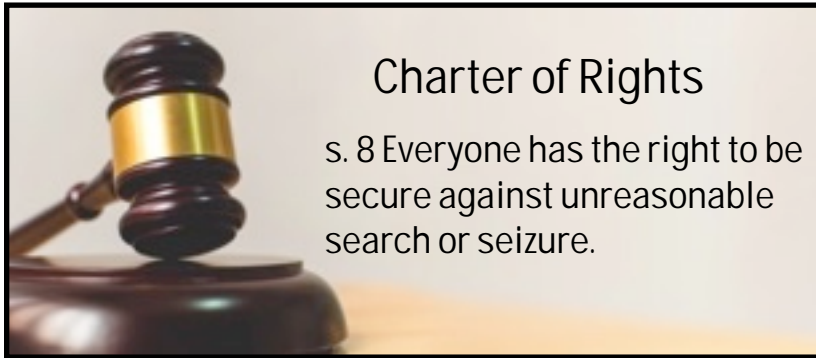 Charter of Rights
s. 8 Everyone has the right to be
secure against unreasonable
search or seizure.